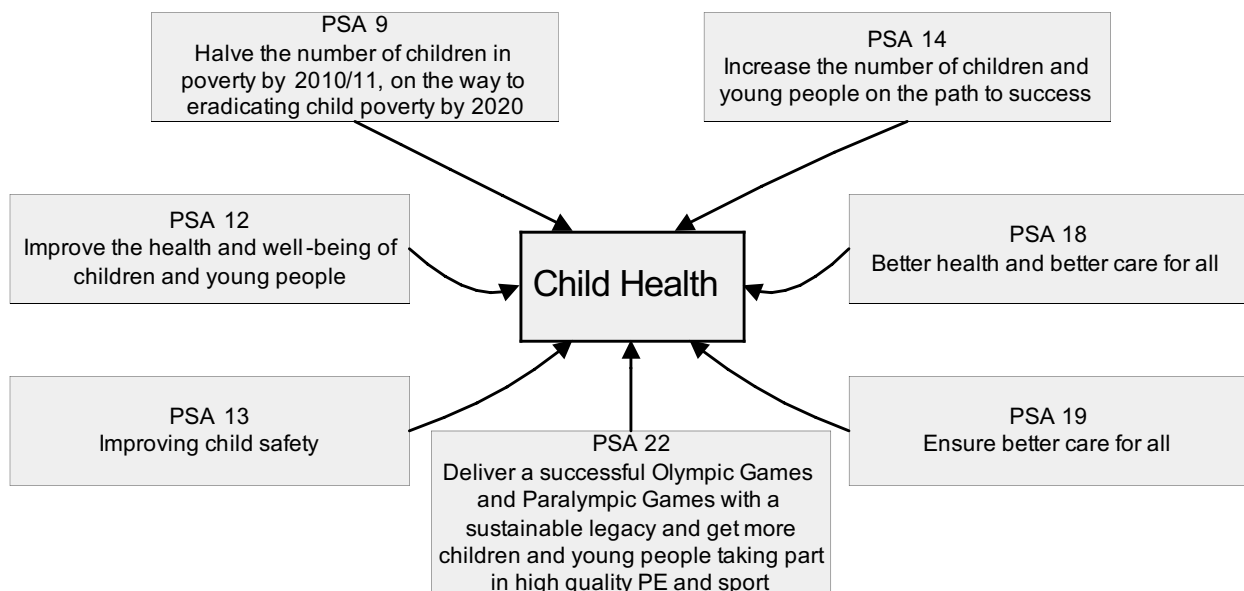 PSA 9
Halve the number of children in
poverty by 2010/11, on the way to
eradicating child poverty by 2020
PSA 14
Increase the number of children and
young people on the path to success
PSA 12
Improve the health and well-being of
children and young people
Child Health
PSA 18
Better health and better care for all
PSA 13
Improving child safety
PSA 22
Deliver a successful Olympic Games
and Paralympic Games with a
sustainable legacy and get more
children and young people taking part
in high quality PE and sport
PSA 19
Ensure better care for all